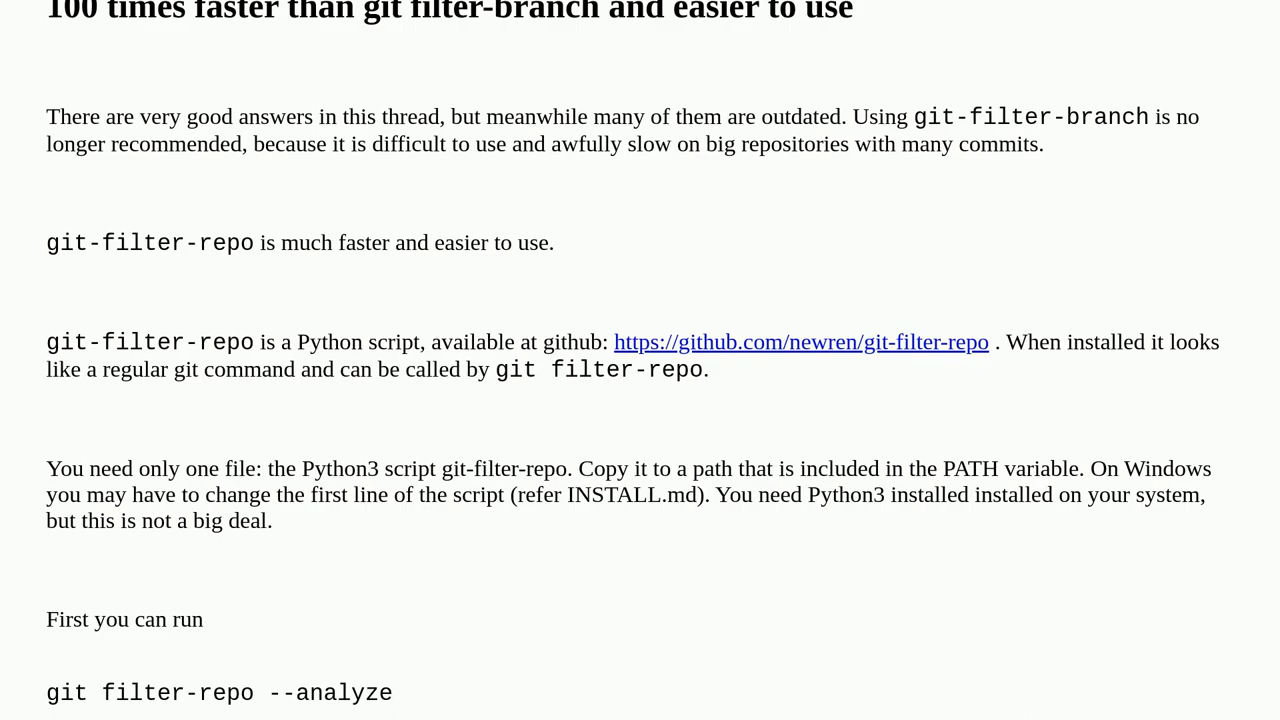 100 times faster than git filter-branch and easier to use
There are very good answers in this thread, but meanwhile many of them are outdated. Using git-filter-branch is no
longer recommended, because it is difficult to use and awfully slow on big repositories with many commits.
git-filter-repo is much faster and easier to use.
git-filter-repo is a Python script, available at github: https://github.com/newren/git-filter-repo . When installed it looks
like a regular git command and can be called by git filter-repo.
You need only one file: the Python3 script git-filter-repo. Copy it to a path that is included in the PATH variable. On Windows
you may have to change the first line of the script (refer INSTALL.md). You need Python3 installed installed on your system,
but this is not a big deal.
First you can run
git filter-repo --analyze